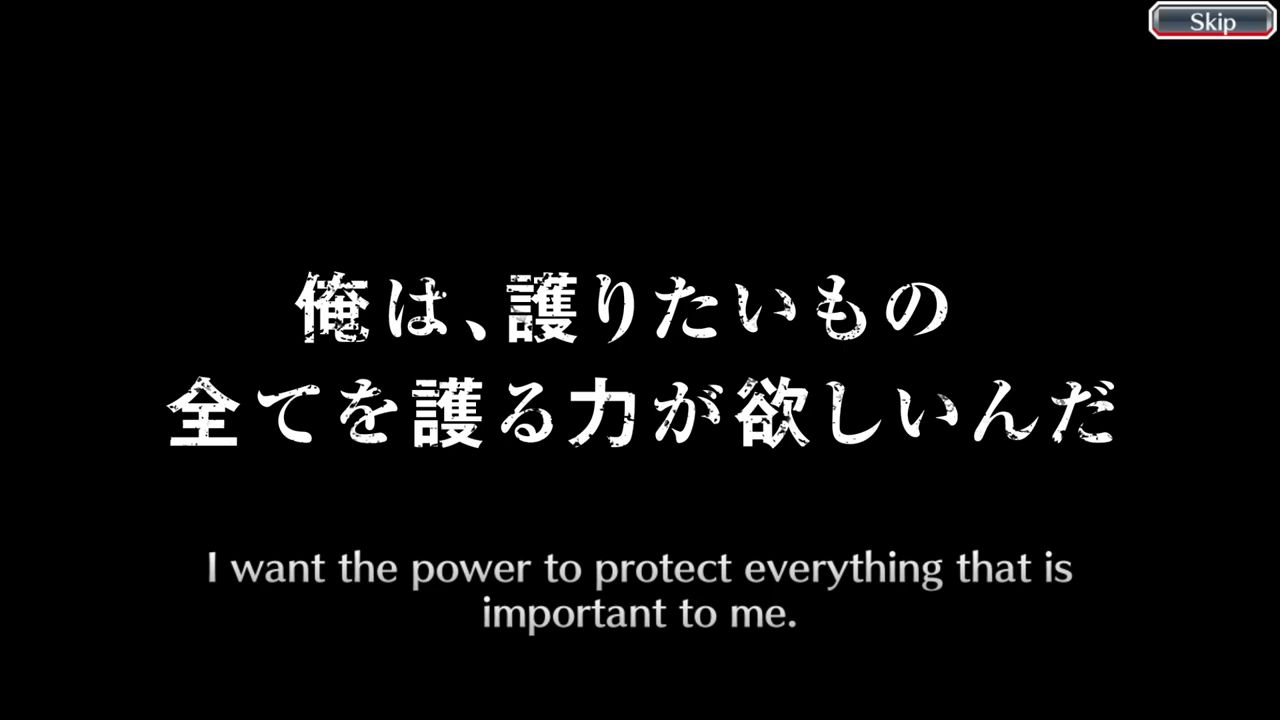 Skip
俺は、護りたいもの
全てを護る力が欲しいんだ
I want the power to protect everything that is
important to me.